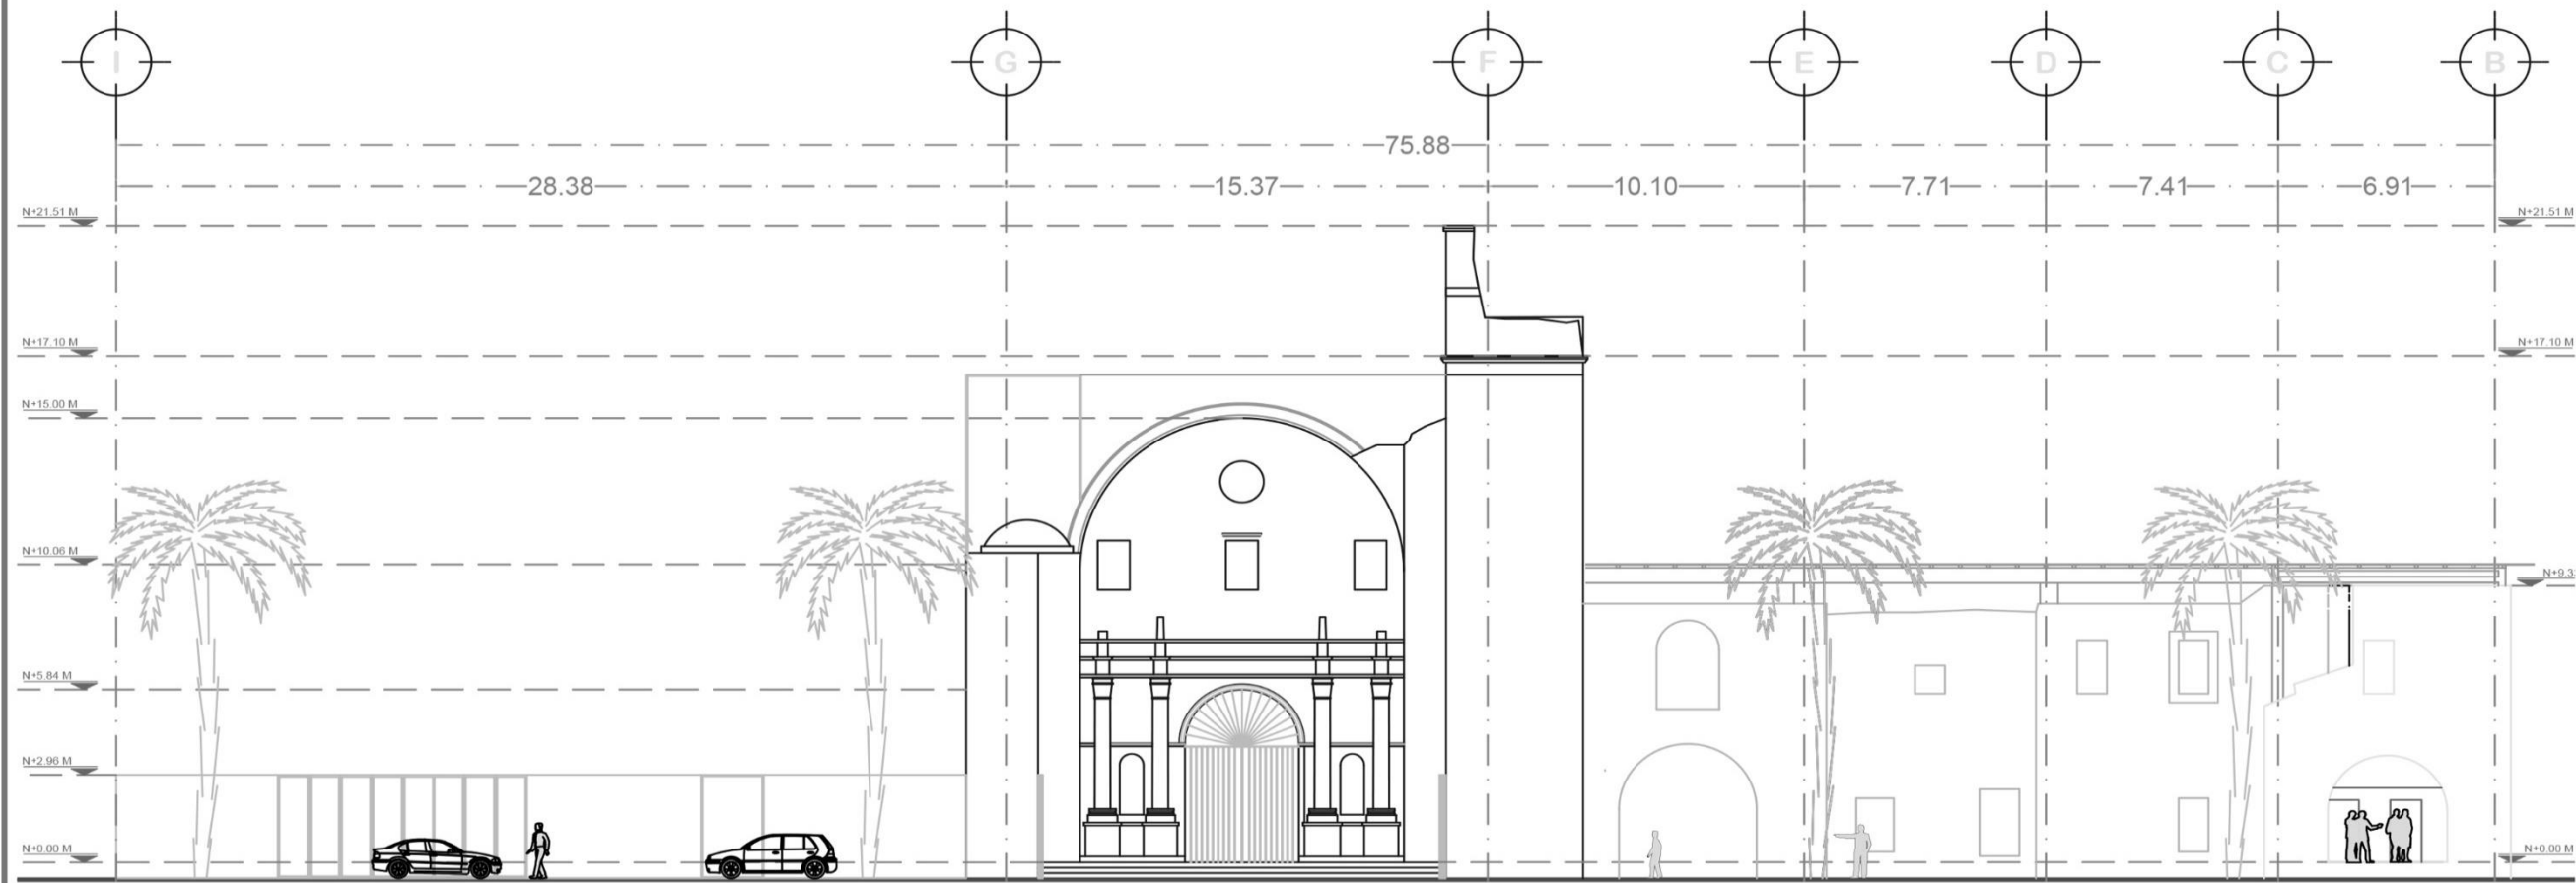 I G F E D C B
75.88
28.38 15.37 10.10 7.71 7.41 6.91
N+21.51 M N+21.51 M
N+17.10 M N+17.10 M
N+15.00 M
N+10.06 M
N+5.84 M
N+2.96 M
N+0.00 M N+0.00 M